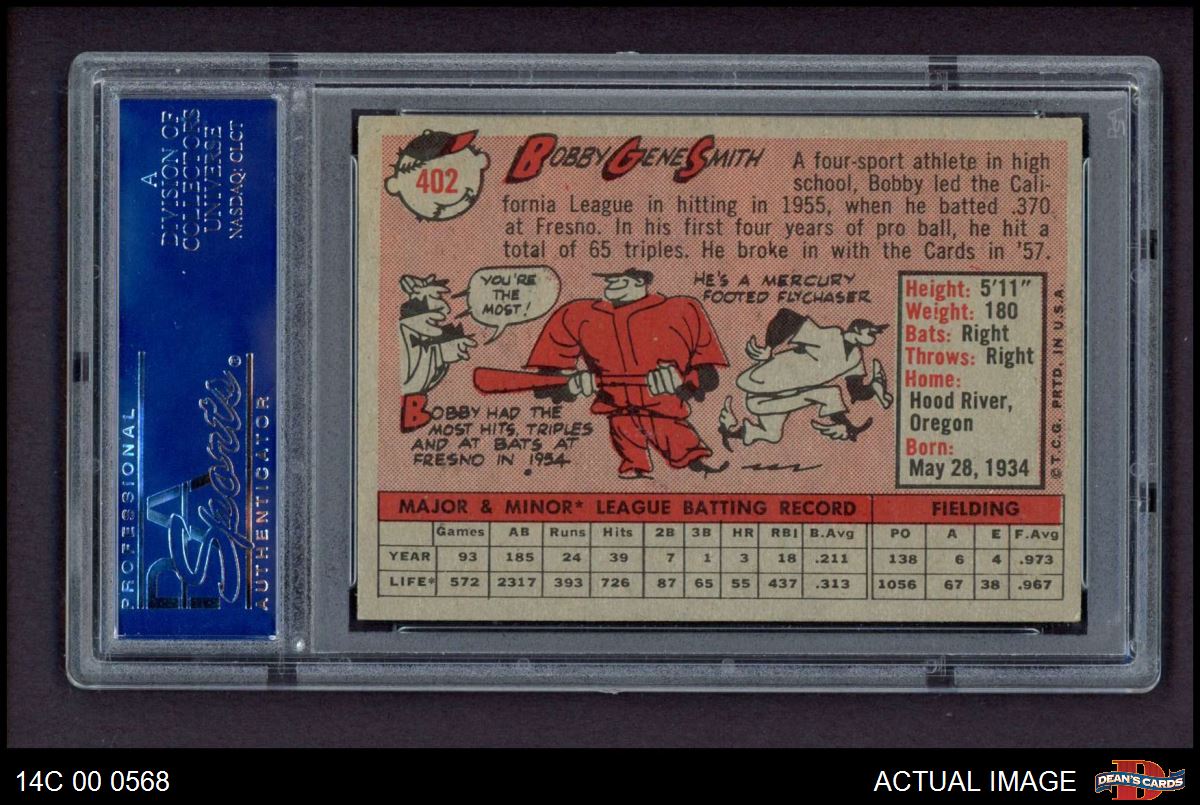 A
DIVISION OF
COLLECTORS
UNIVERSE
NASDAQ: CLCT
PROFESSIONAL
PSA
Sports®
AUTHENTICATOR
402
BOBBY GENE SMITH
A four-sport athlete in high
school, Bobby led the Cali-
fornia League in hitting in 1955, when he batted .370
at Fresno. In his first four years of pro ball, he hit a
total of 65 triples. He broke in with the Cards in '57.
YOU'RE
THE
MOST!
BOBBY HAD THE
MOST HITS, TRIPLES
AND AT BATS AT
FRESNO IN 1954
HE'S A MERCURY
FOOTED FLYCHASER
Height: 5'11"
Weight: 180
Bats: Right
Throws: Right
Home:
Hood River,
Oregon
Born:
May 28, 1934
© T.C.G. PRTD. IN U.S.A.
MAJOR & MINOR* LEAGUE BATTING RECORD FIELDING
Games AB Runs Hits 2B 3B HR RBI B.Avg PO A E F.Avg
YEAR 93 185 24 39 7 1 3 18 .211 138 6 4 .973
LIFE* 572 2317 393 726 87 65 55 437 .313 1056 67 38 .967
14C 00 0568
ACTUAL IMAGE
DEAN'S CARDS